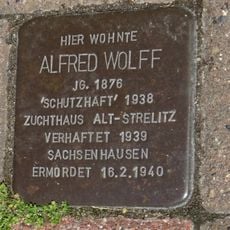 HIER WOHNTE
ALFRED WOLFF
JG. 1876
'SCHUTZHAFT' 1938
ZUCHTHAUS ALT-STRELITZ
VERHAFTET 1939
SACHSENHAUSEN
ERMORDET 16.2.1940